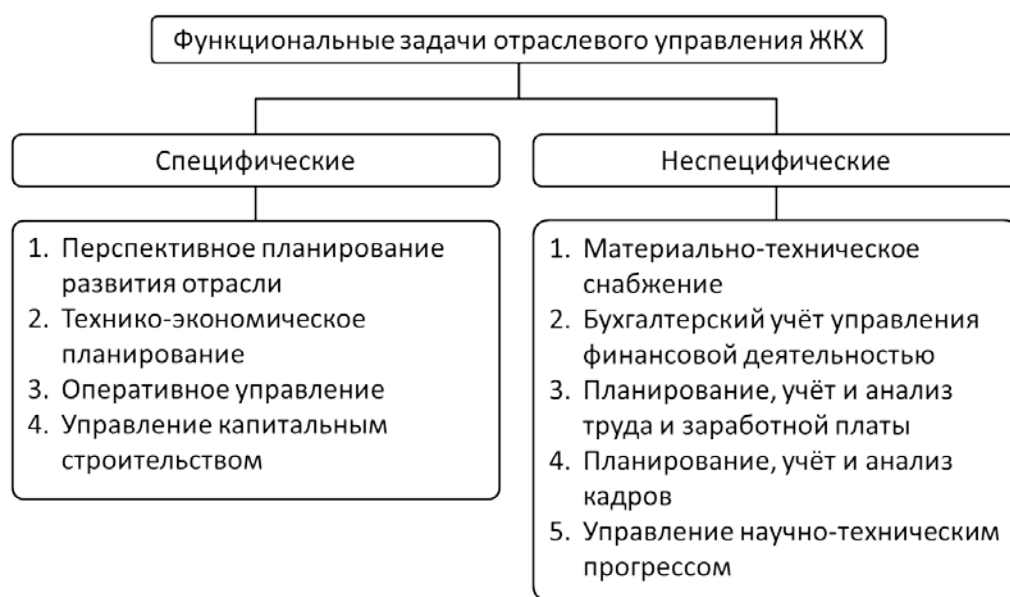 Функциональные задачи отраслевого управления ЖКХ
Специфические
1. Перспективное планирование
развития отрасли
2. Технико-экономическое
планирование
3. Оперативное управление
4. Управление капитальным
строительством
Неспецифические
1. Материально-техническое
снабжение
2. Бухгалтерский учёт управления
финансовой деятельностью
3. Планирование, учёт и анализ
труда и заработной платы
4. Планирование, учёт и анализ
кадров
5. Управление научно-техническим
прогрессом